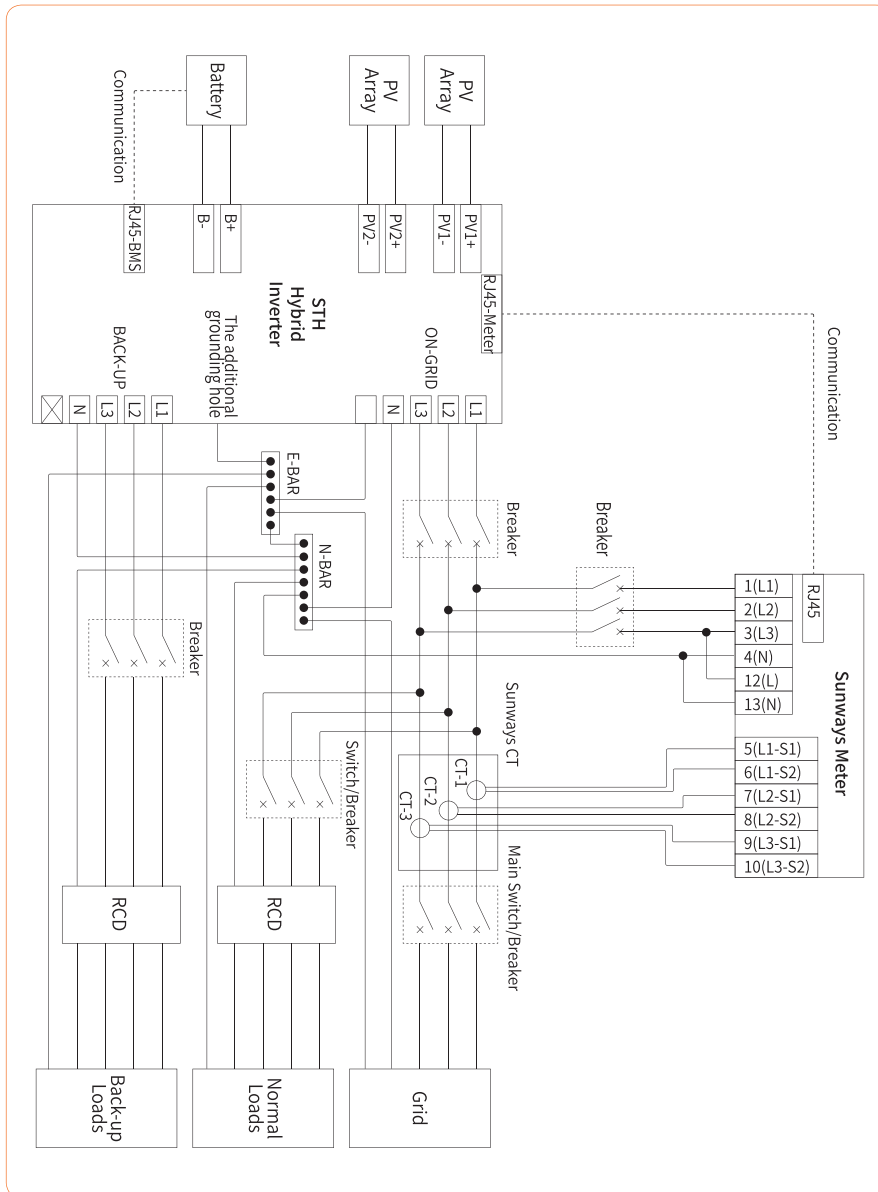 Battery
PV
Array
PV
Array
Communication
RJ45-BMS
B-
B+
PV2-
PV2+
PV1-
PV1+
RJ45-Meter
STH
Hybrid
Inverter
BACK-UP
The additional
grounding hole
ON-GRID
N
L3
L2
L1
N
L3
L2
L1
Communication
E-BAR
N-BAR
Breaker
Breaker
Breaker
RJ45
Sunways Meter
1(L1)
2(L2)
3(L3)
4(N)
12(L)
13(N)
5(L1-S1)
6(L1-S2)
7(L2-S1)
8(L2-S2)
9(L3-S1)
10(L3-S2)
Sunways CT
CT-1
CT-2
CT-3
Switch/Breaker
Main Switch/Breaker
RCD
RCD
Back-up
Loads
Normal
Loads
Grid